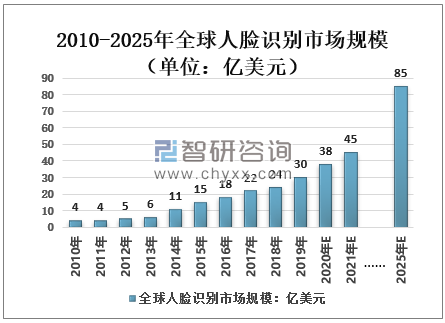 2010-2025年全球人脸识别市场规模
（单位：亿美元）
90
80
70
60
50
40
30
20
10
0
4
4
5
6
11
15
18
22
24
30
38
45
85
2010年
2011年
2012年
2013年
2014年
2015年
2016年
2017年
2018年
2019年
2020年E
2021年E
……
2025年E
智研咨询
www.chyxx.com
全球人脸识别市场规模：亿美元